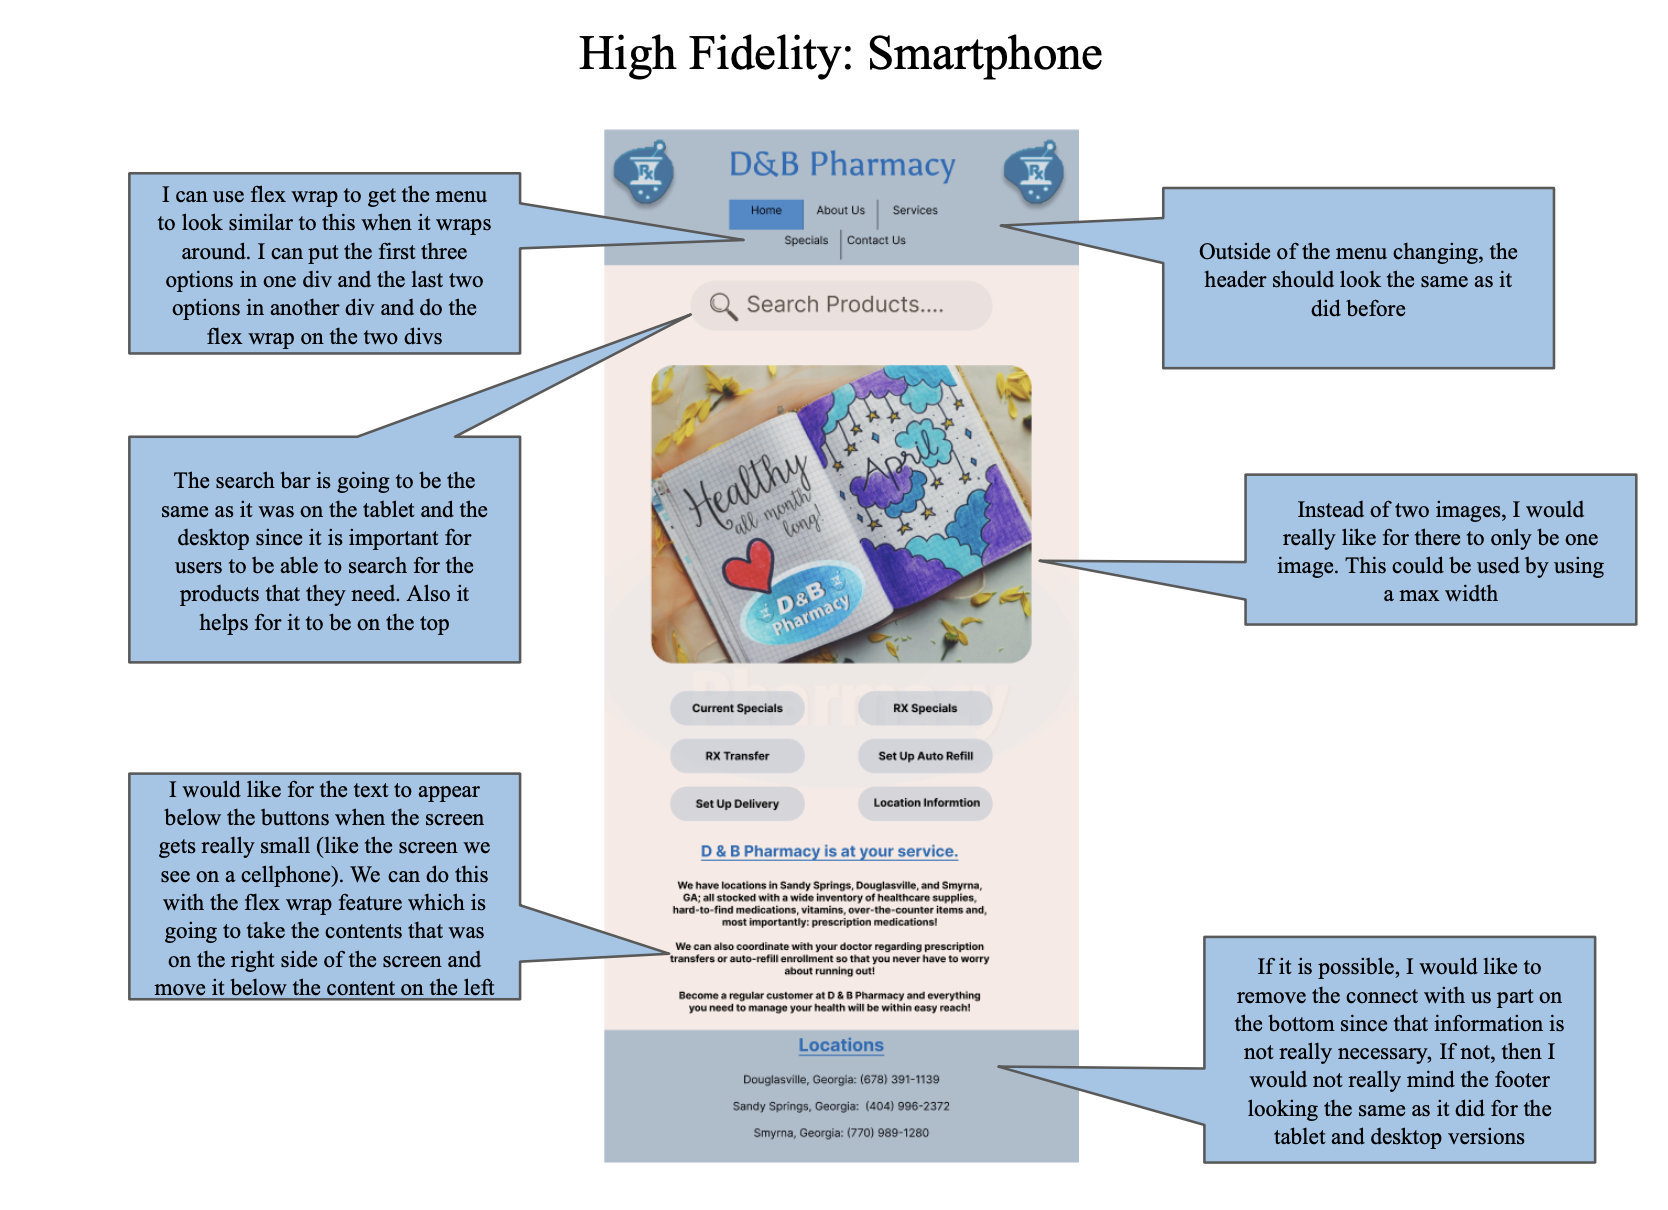 High Fidelity: Smartphone
I can use flex wrap to get the menu
to look similar to this when it wraps
around. I can put the first three
options in one div and the last two
options in another div and do the
flex wrap on the two divs
The search bar is going to be the
same as it was on the tablet and the
desktop since it is important for
users to be able to search for the
products that they need. Also it
helps for it to be on the top
I would like for the text to appear
below the buttons when the screen
gets really small (like the screen we
see on a cellphone). We can do this
with the flex wrap feature which is
going to take the contents that was
on the right side of the screen and
move it below the content on the left
Rx
D&B Pharmacy
Rx
Home
About Us
Services
Specials
Contact Us
Search Products....
Healthy
all month
long!
April
D&B
Pharmacy
Pharmacy
Current Specials
RX Specials
RX Transfer
Set Up Auto Refill
Set Up Delivery
Location Informtion
D & B Pharmacy is at your service.
We have locations in Sandy Springs, Douglasville, and Smyrna,
GA; all stocked with a wide inventory of healthcare supplies,
hard-to-find medications, vitamins, over-the-counter items and,
most importantly: prescription medications!
We can also coordinate with your doctor regarding prescription
transfers or auto-refill enrollment so that you never have to worry
about running out!
Become a regular customer at D & B Pharmacy and everything
you need to manage your health will be within easy reach!
Locations
Douglasville, Georgia: (678) 391-1139
Sandy Springs, Georgia: (404) 996-2372
Smyrna, Georgia: (770) 989-1280
Outside of the menu changing, the
header should look the same as it
did before
Instead of two images, I would
really like for there to only be one
image. This could be used by using
a max width
If it is possible, I would like to
remove the connect with us part on
the bottom since that information is
not really necessary, If not, then I
would not really mind the footer
looking the same as it did for the
tablet and desktop versions